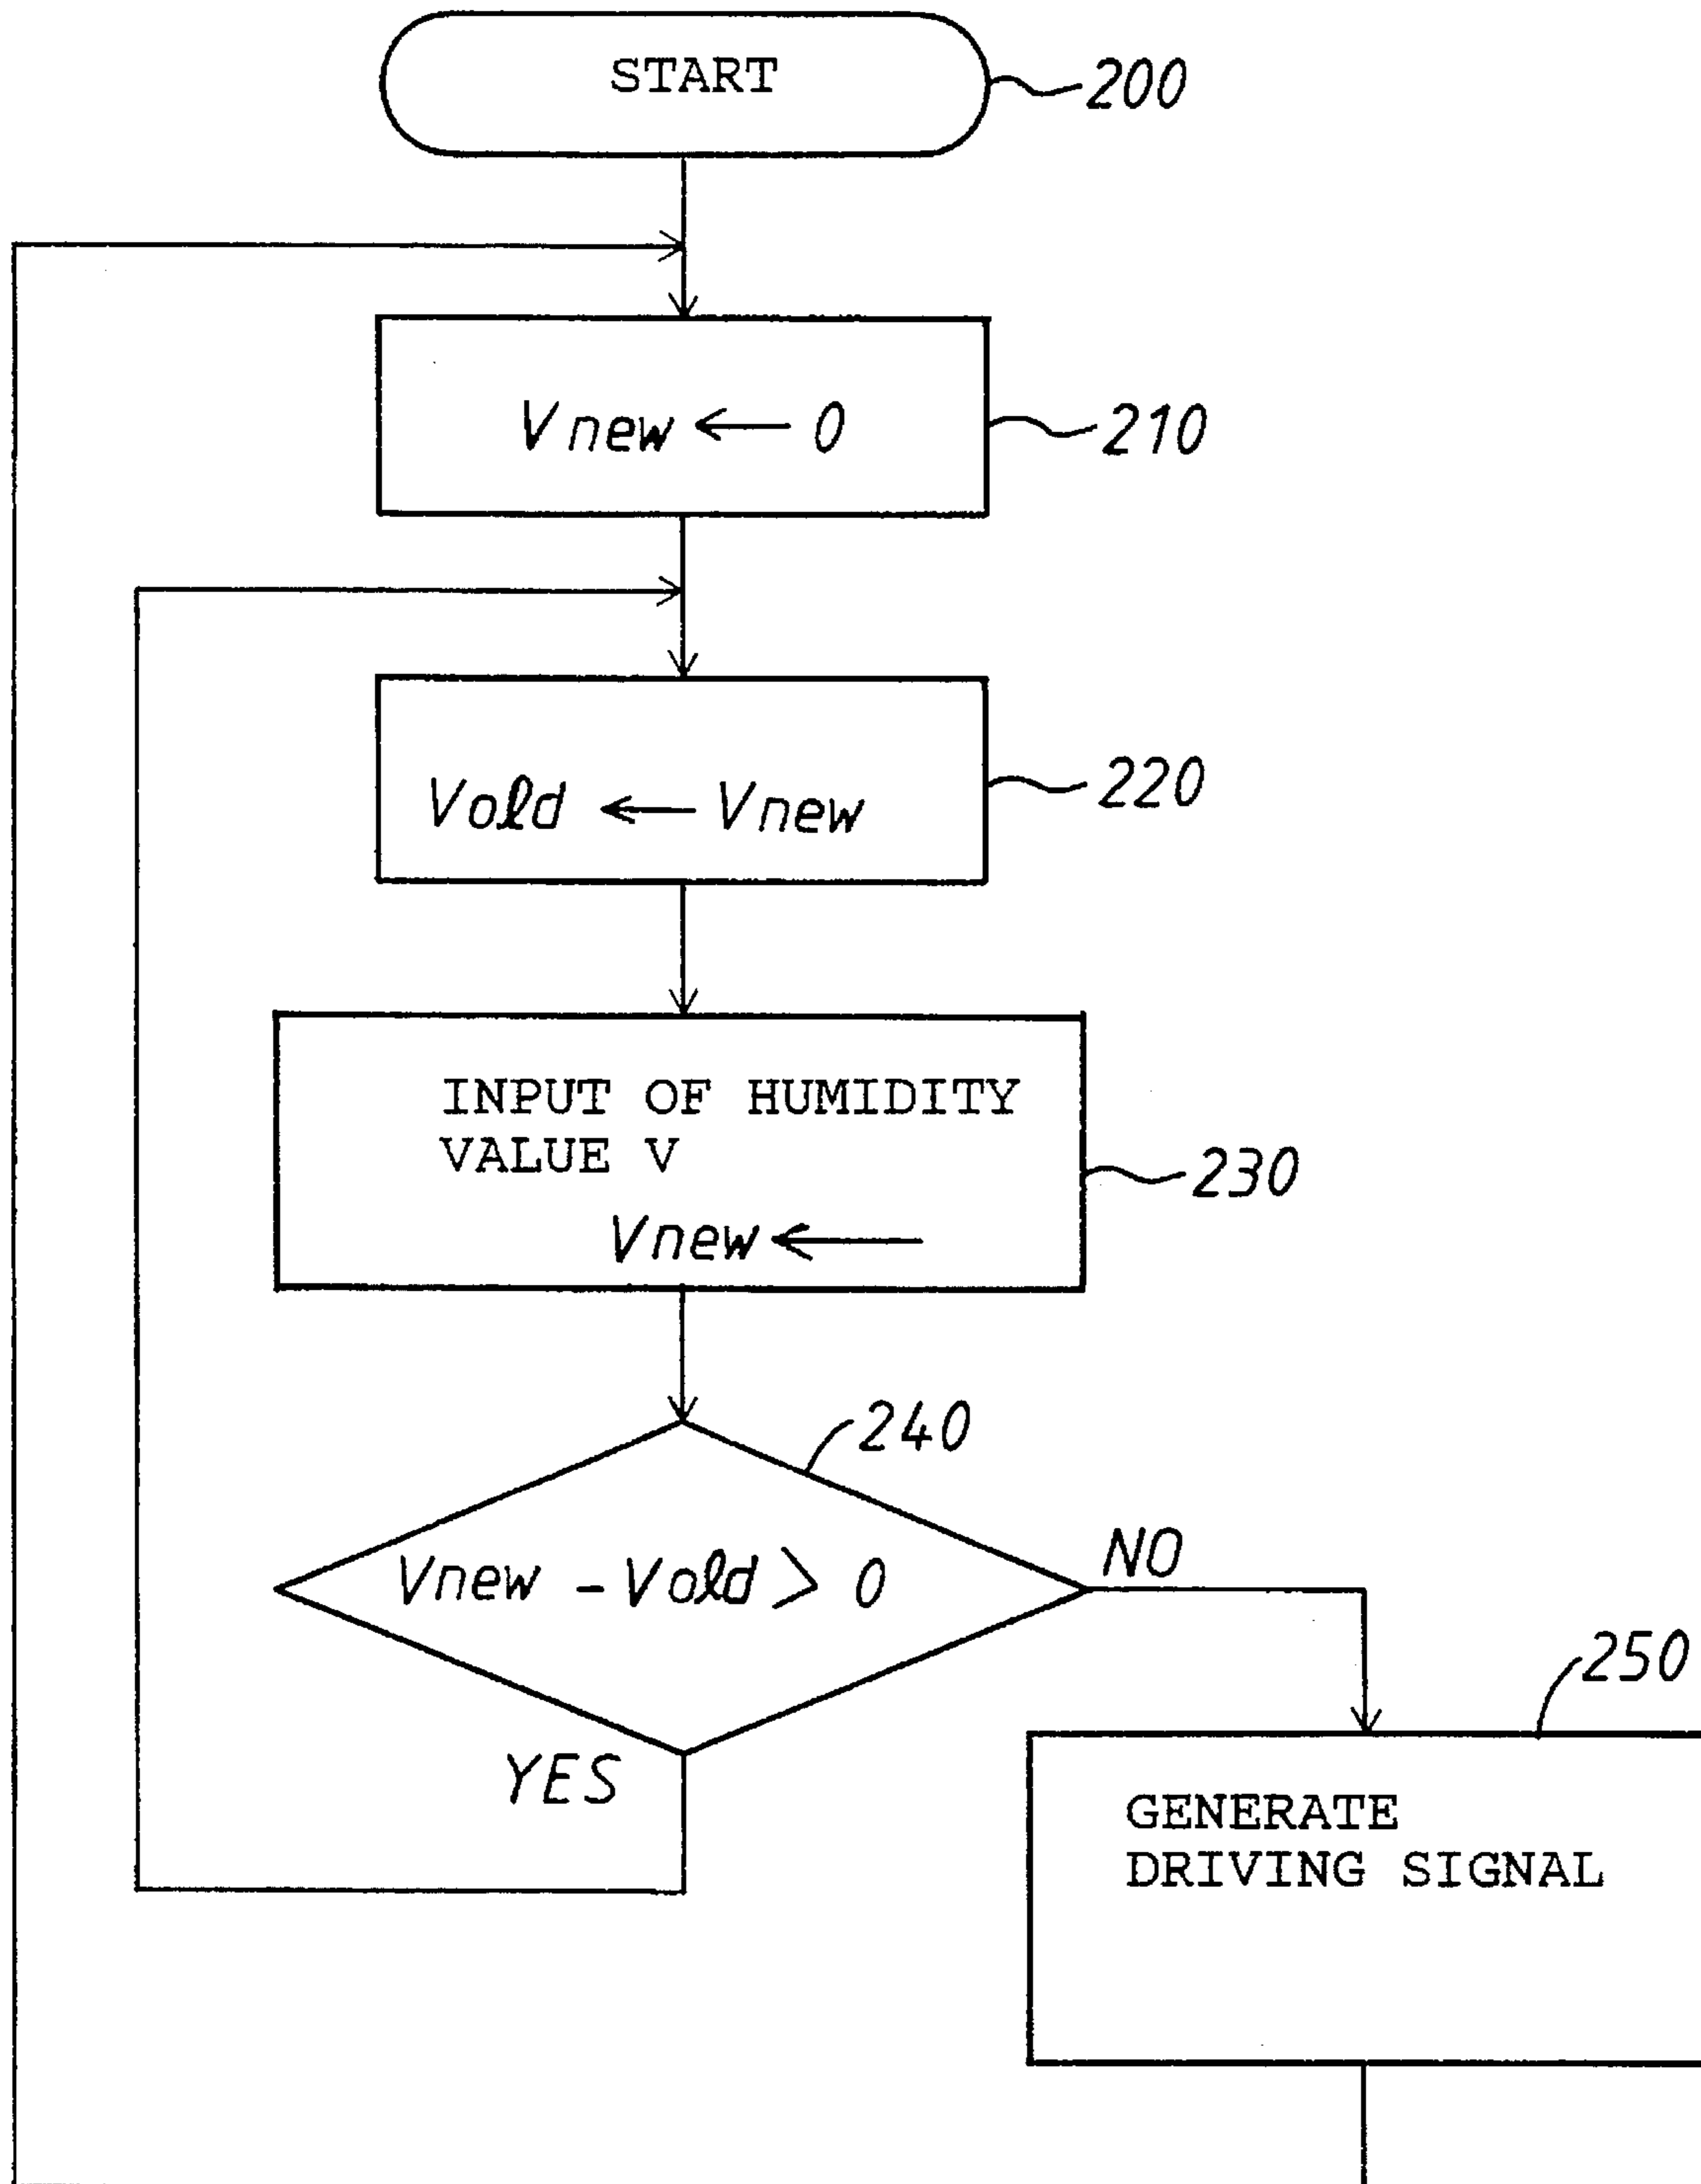 START
200
Vnew ← 0
210
Vold ← Vnew
220
INPUT OF HUMIDITY
VALUE V
230
Vnew ←
240
Vnew - Vold > 0
NO
250
YES
GENERATE
DRIVING SIGNAL